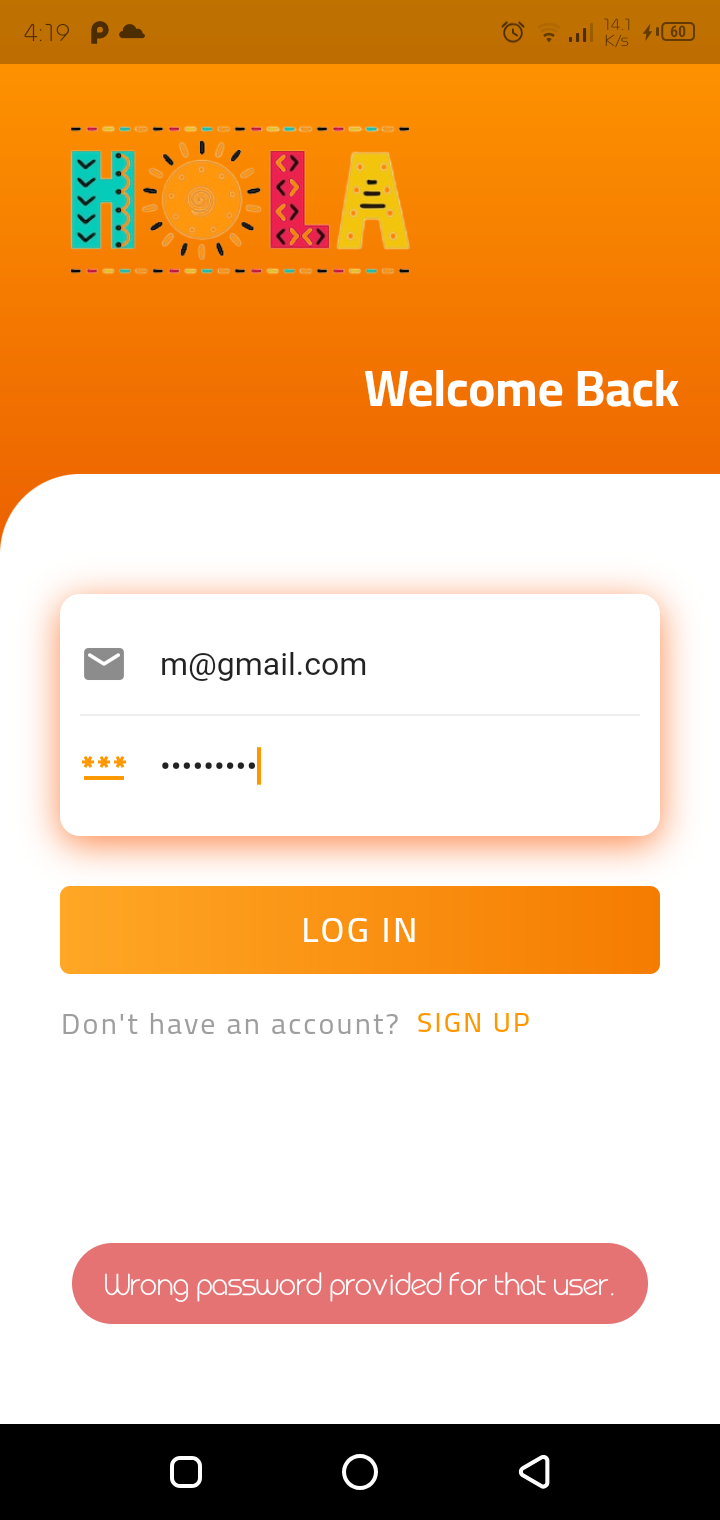 4:19
14.1
K/s
60
HOLA
Welcome Back
m@gmail.com
***
•••••••••
LOG IN
Don't have an account? SIGN UP
Wrong password provided for that user.